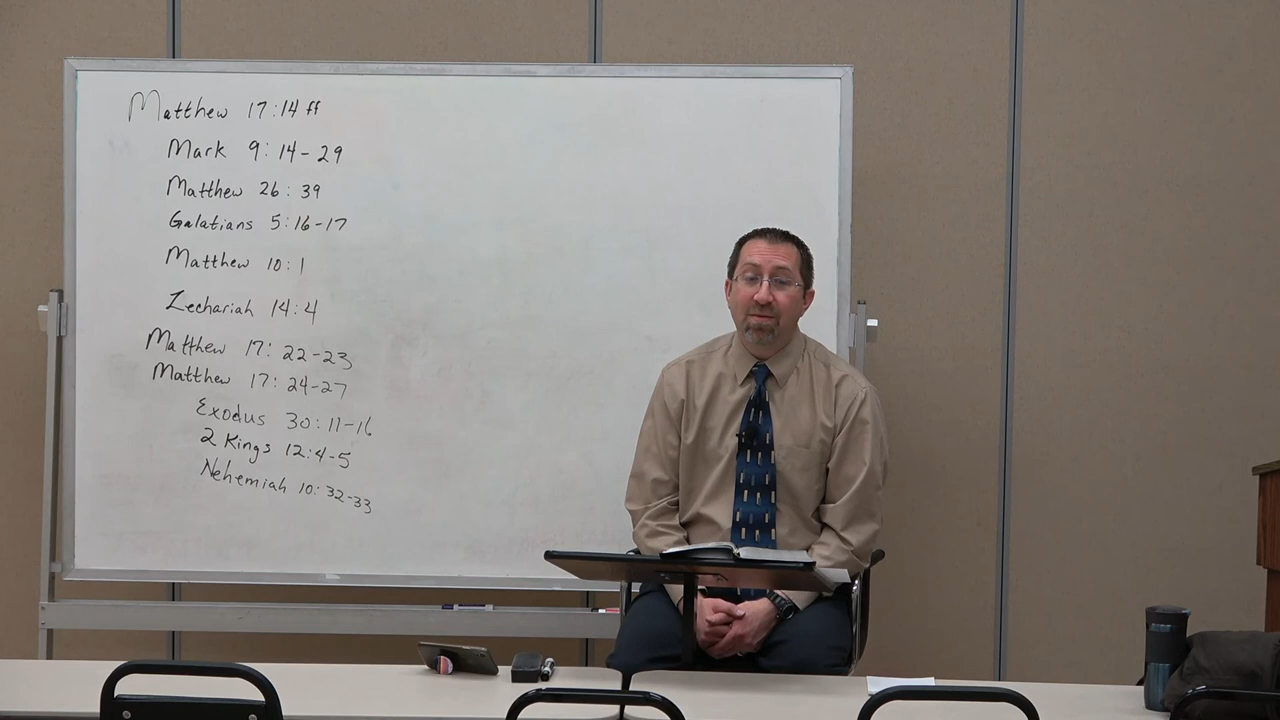 Matthew 17:14 ff
Mark 9:14-29
Matthew 26:39
Galatians 5:16-17
Matthew 10:1
Zechariah 14:4
Matthew 17:22-23
Matthew 17:24-27
Exodus 30:11-16
2 Kings 12:4-5
Nehemiah 10:32-33